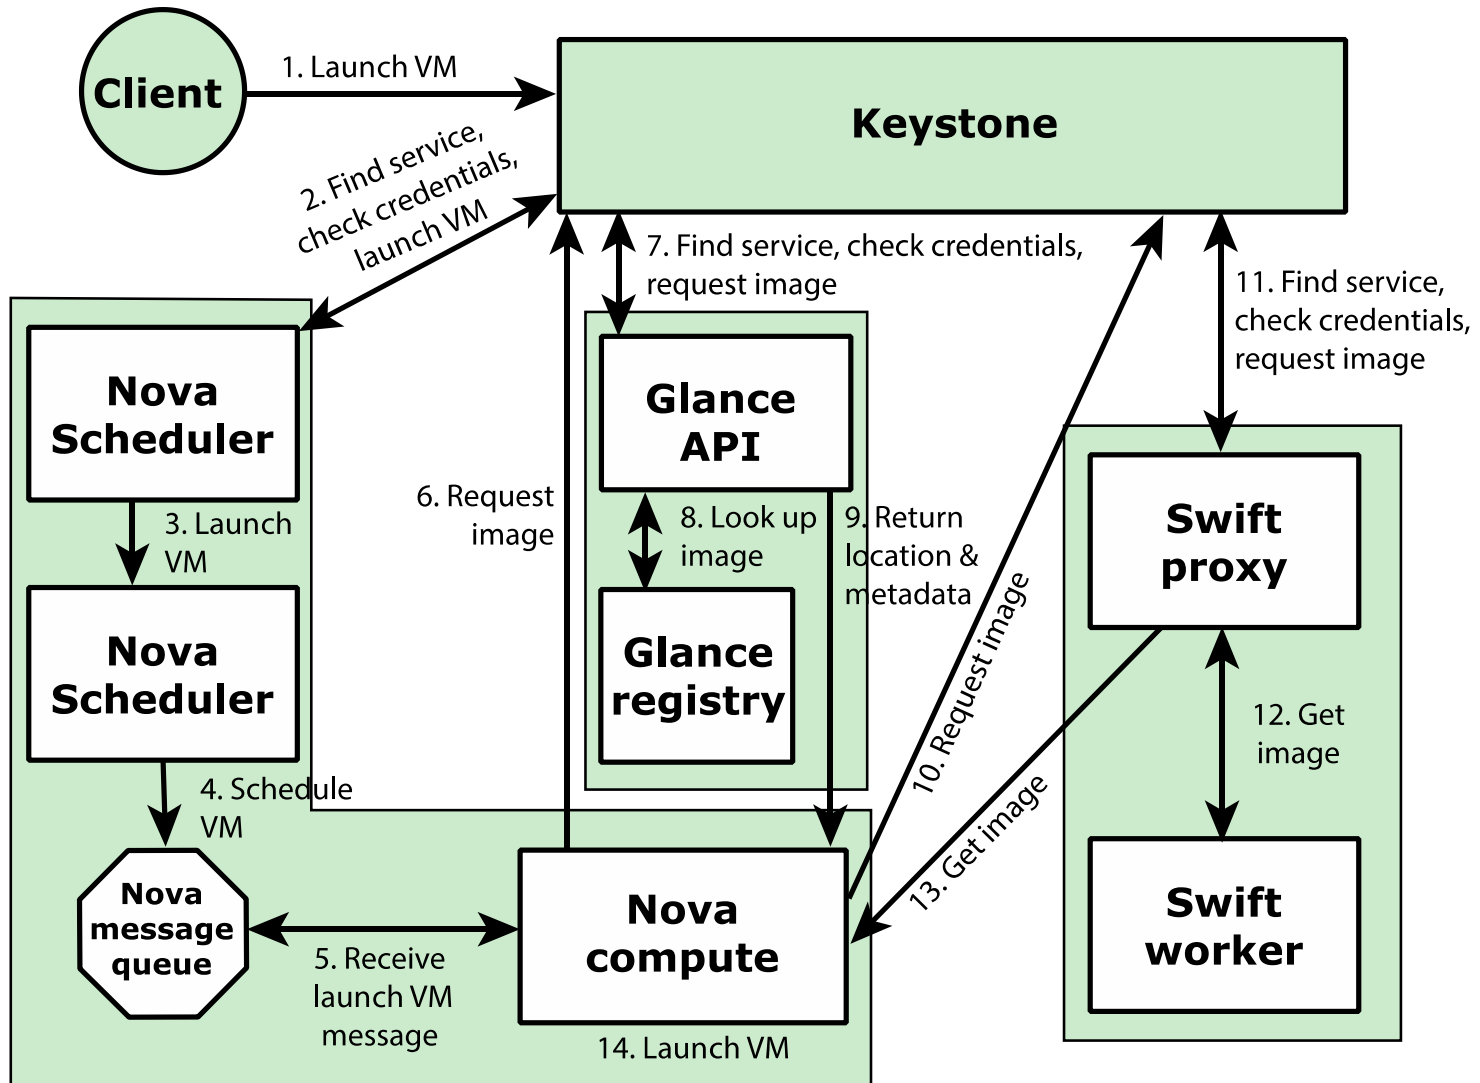 Client
1. Launch VM
Keystone
2. Find service,
check credentials,
launch VM
7. Find service, check credentials,
request image
11. Find service,
check credentials,
request image
Nova
Scheduler
Glance
API
6. Request
image
3. Launch
VM
8. Look up
image
9. Return
location &
metadata
Swift
proxy
Nova
Scheduler
Glance
registry
10. Request image
12. Get
image
4. Schedule
VM
13. Get image
Nova
message
queue
5. Receive
launch VM
message
Nova
compute
14. Launch VM
Swift
worker